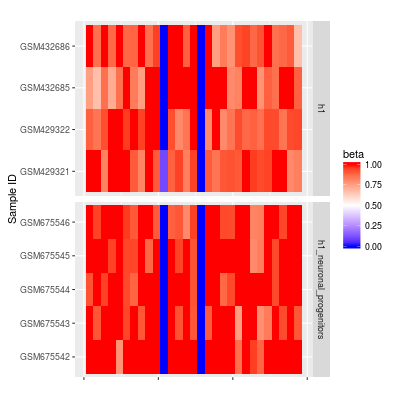 GSM432686
GSM432685
GSM429322
GSM429321
h1
GSM675546
GSM675545
GSM675544
GSM675543
GSM675542
h1_neuronal_progenitors
Sample ID
beta
1.00
0.75
0.50
0.25
0.00